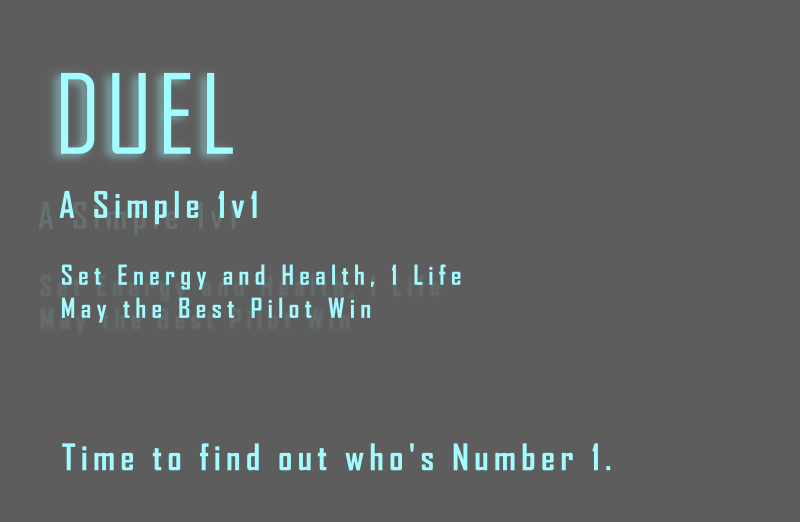 DUEL
A Simple 1v1
Set Energy and Health, 1 Life
May the Best Pilot Win
Time to find out who's Number 1.